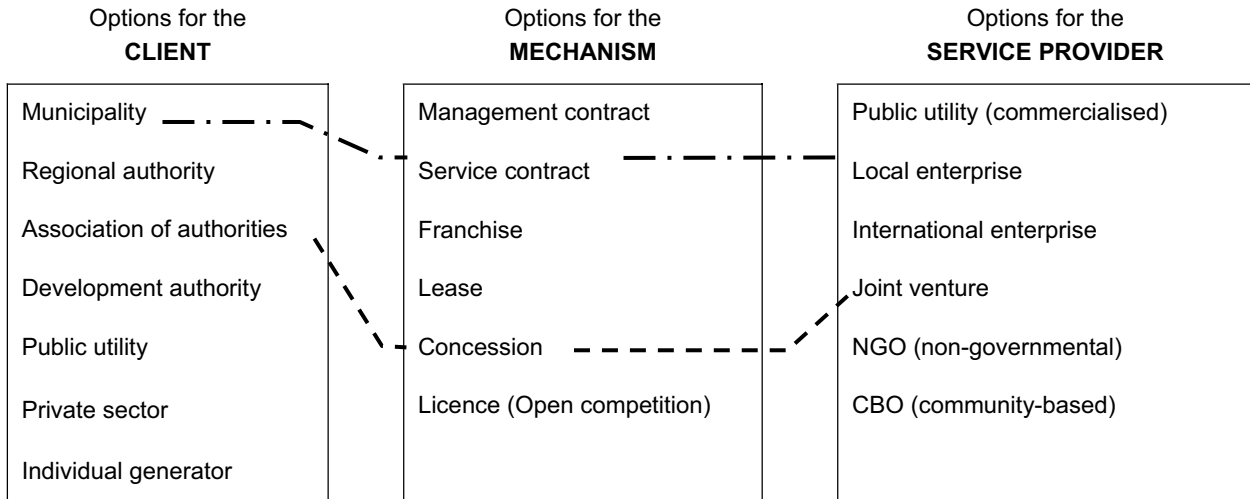 Options for the
CLIENT
Municipality
Regional authority
Association of authorities
Development authority
Public utility
Private sector
Individual generator
Options for the
MECHANISM
Management contract
Service contract
Franchise
Lease
Concession
Licence (Open competition)
Options for the
SERVICE PROVIDER
Public utility (commercialised)
Local enterprise
International enterprise
Joint venture
NGO (non-governmental)
CBO (community-based)